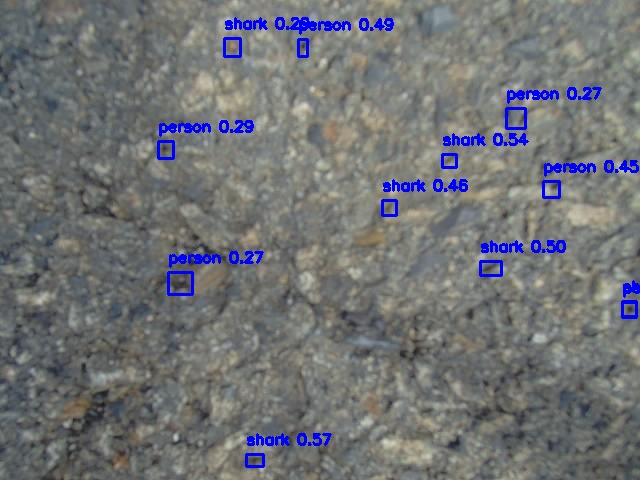 shark 0.29
person 0.49
person 0.27
person 0.29
shark 0.54
person 0.45
shark 0.46
shark 0.50
person 0.27
shark 0.57